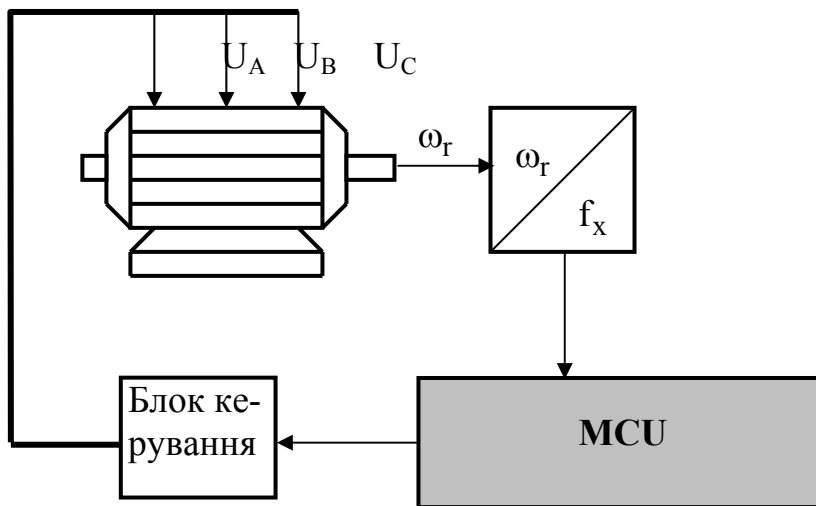 U_A U_B U_C
ω_r
ω_r
f_x
Блок ке-
рування
MCU